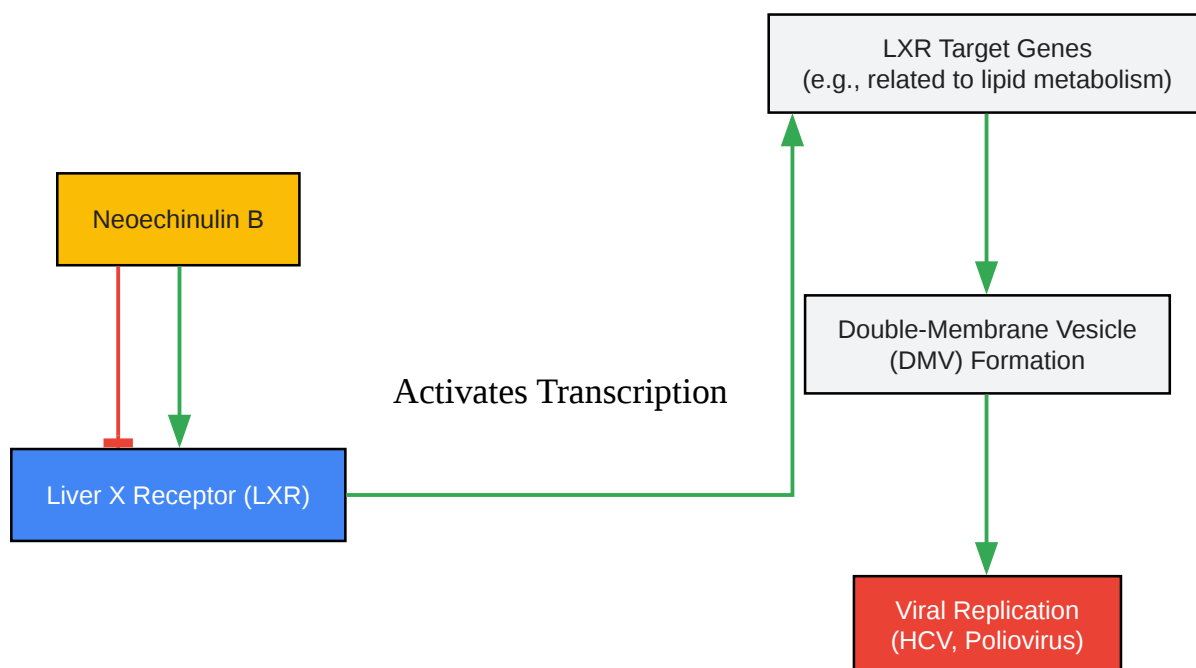 LXR Target Genes
(e.g., related to lipid metabolism)
Neoechinulin B
Double-Membrane Vesicle
(DMV) Formation
Activates Transcription
Liver X Receptor (LXR)
Viral Replication
(HCV, Poliovirus)